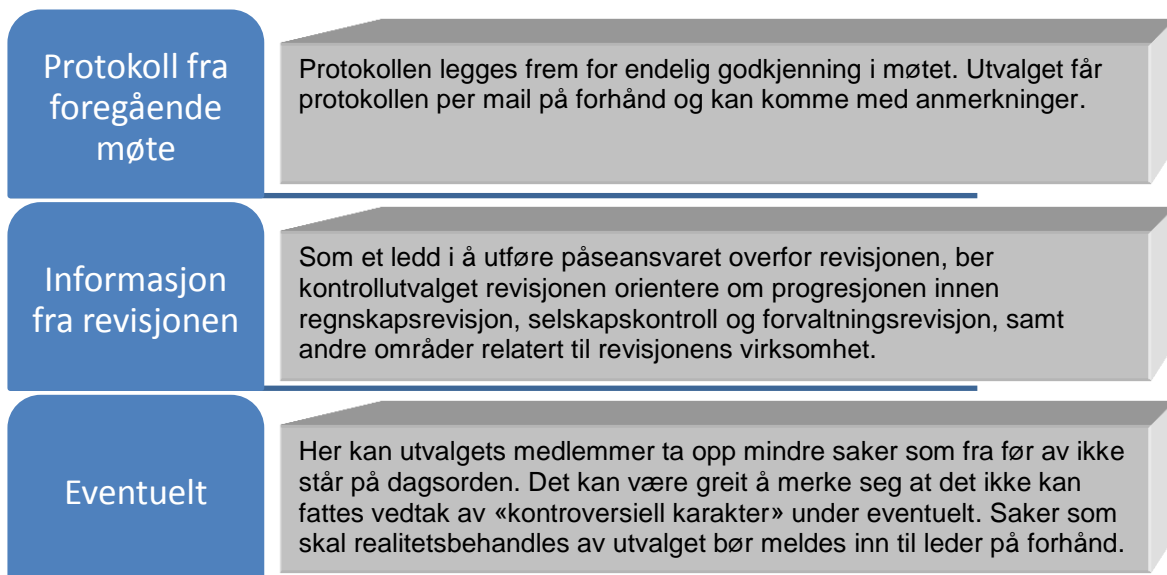 Protokoll fra
foregående
møte
Protokollen legges frem for endelig godkjenning i møtet. Utvalget får
protokollen per mail på forhånd og kan komme med anmerkninger.
Informasjon
fra revisjonen
Som et ledd i å utføre påseansvaret overfor revisjonen, ber
kontrollutvalget revisjonen orientere om progresjonen innen
regnskapsrevisjon, selskapskontroll og forvaltningsrevisjon, samt
andre områder relatert til revisjonens virksomhet.
Eventuelt
Her kan utvalgets medlemmer ta opp mindre saker som fra før av ikke
står på dagsorden. Det kan være greit å merke seg at det ikke kan
fattes vedtak av «kontroversiell karakter» under eventuelt. Saker som
skal realitetsbehandles av utvalget bør meldes inn til leder på forhånd.